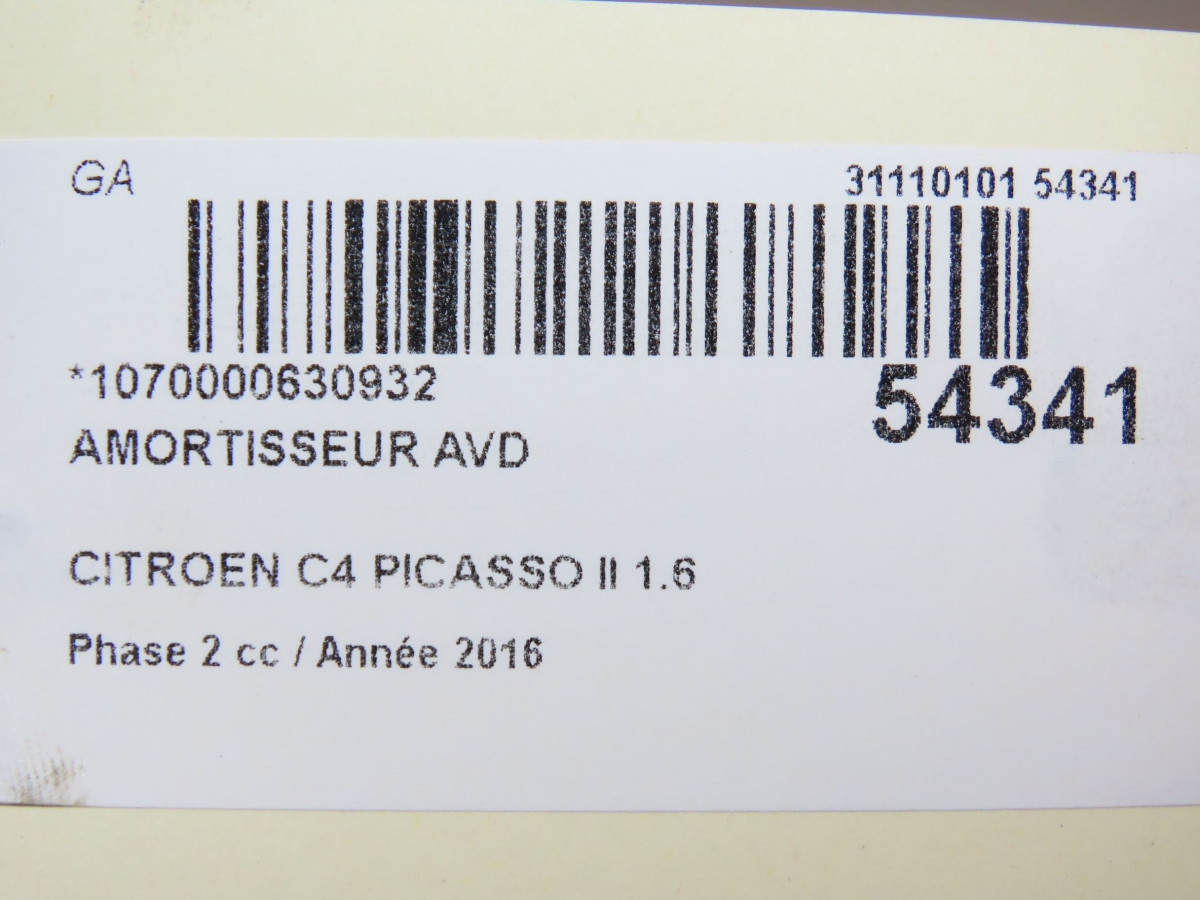 GA
31110101 54341
*1070000630932
54341
AMORTISSEUR AVD
CITROEN C4 PICASSO II 1.6
Phase 2 cc / Année 2016